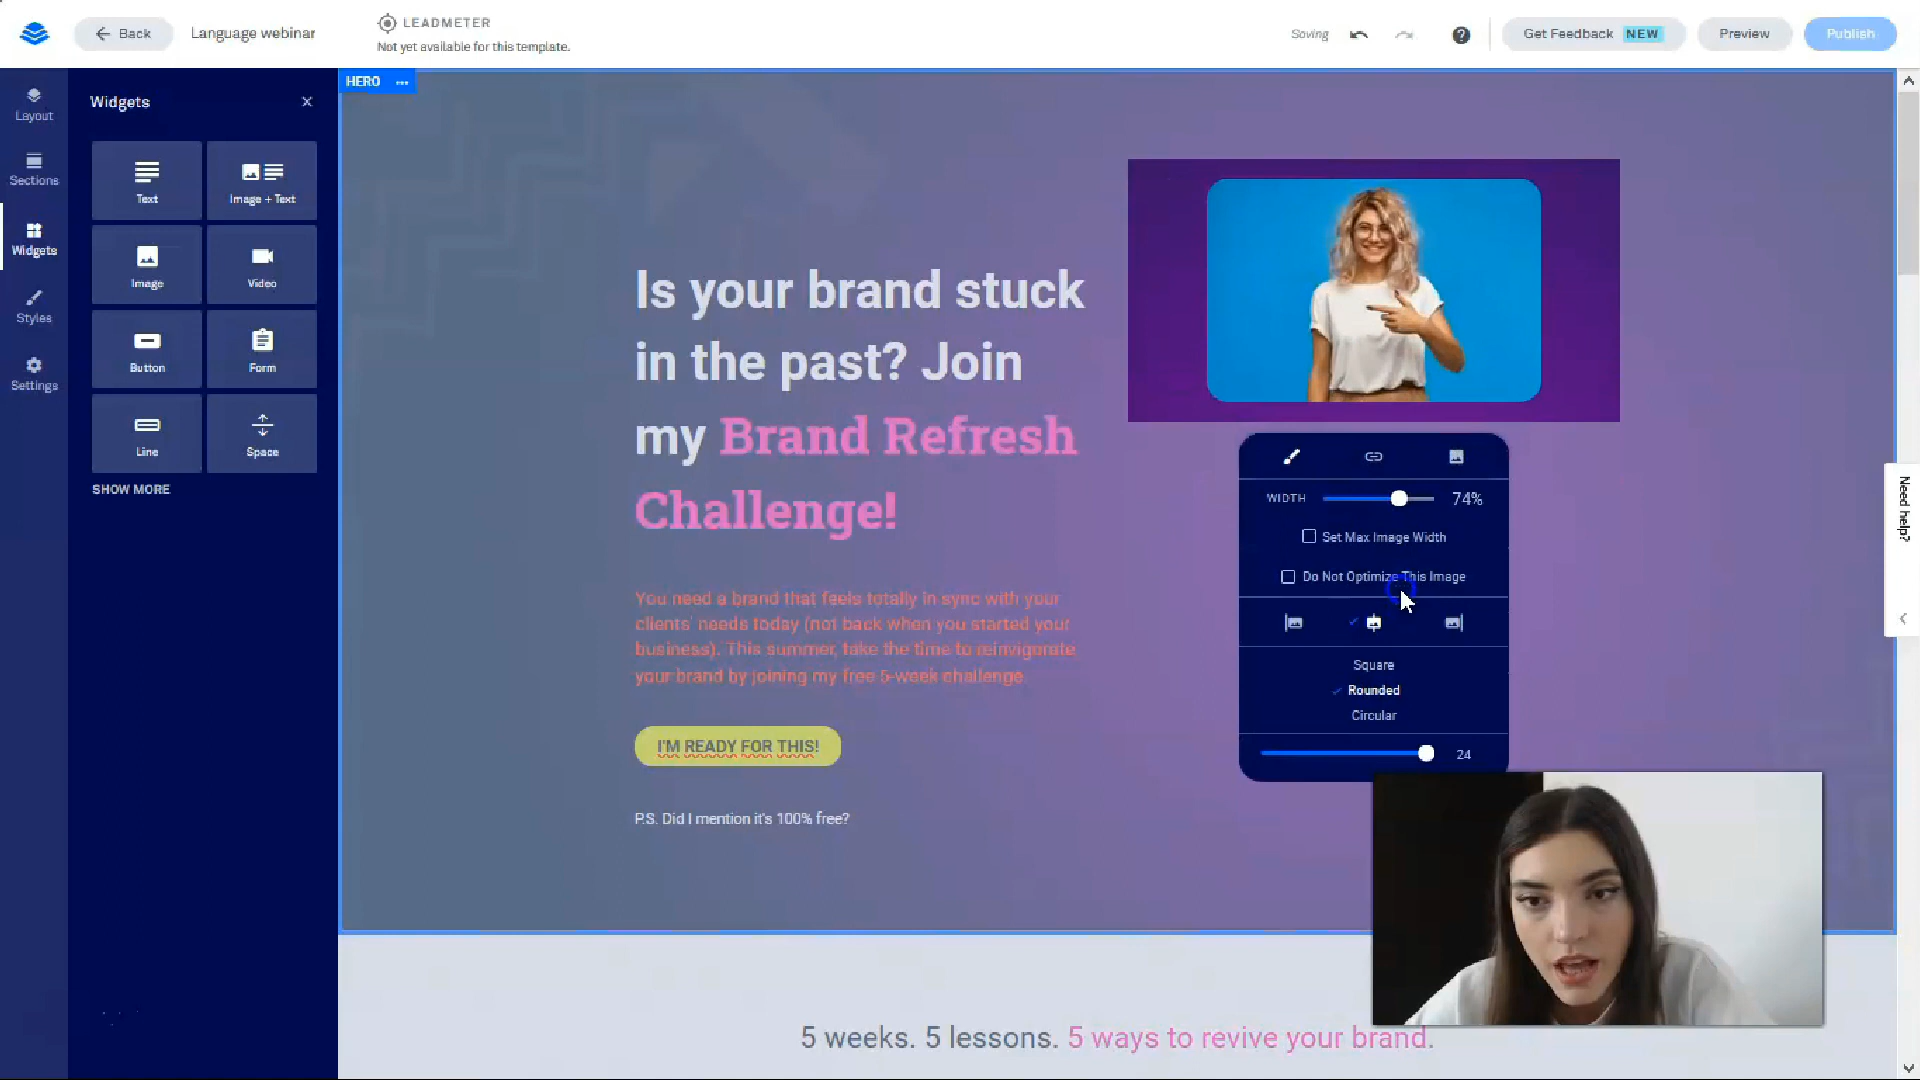 Back
Language webinar
LEADMETER
Not yet available for this template.
Saving
Get Feedback NEW
Preview
Publish
Layout
Sections
Widgets
Styles
Settings
Widgets
Text
Image + Text
Image
Video
Button
Form
Line
Space
SHOW MORE
HERO
Is your brand stuck
in the past? Join
my Brand Refresh
Challenge!
You need a brand that feels totally in sync with your
clients' needs today (not back when you started your
business). This summer, take the time to reinvigorate
your brand by joining my free 5-week challenge.
I'M READY FOR THIS!
P.S. Did I mention it's 100% free?
WIDTH 74%
Set Max Image Width
Do Not Optimize This Image
Square
Rounded
Circular
24
Need help?
5 weeks. 5 lessons. 5 ways to revive your brand.